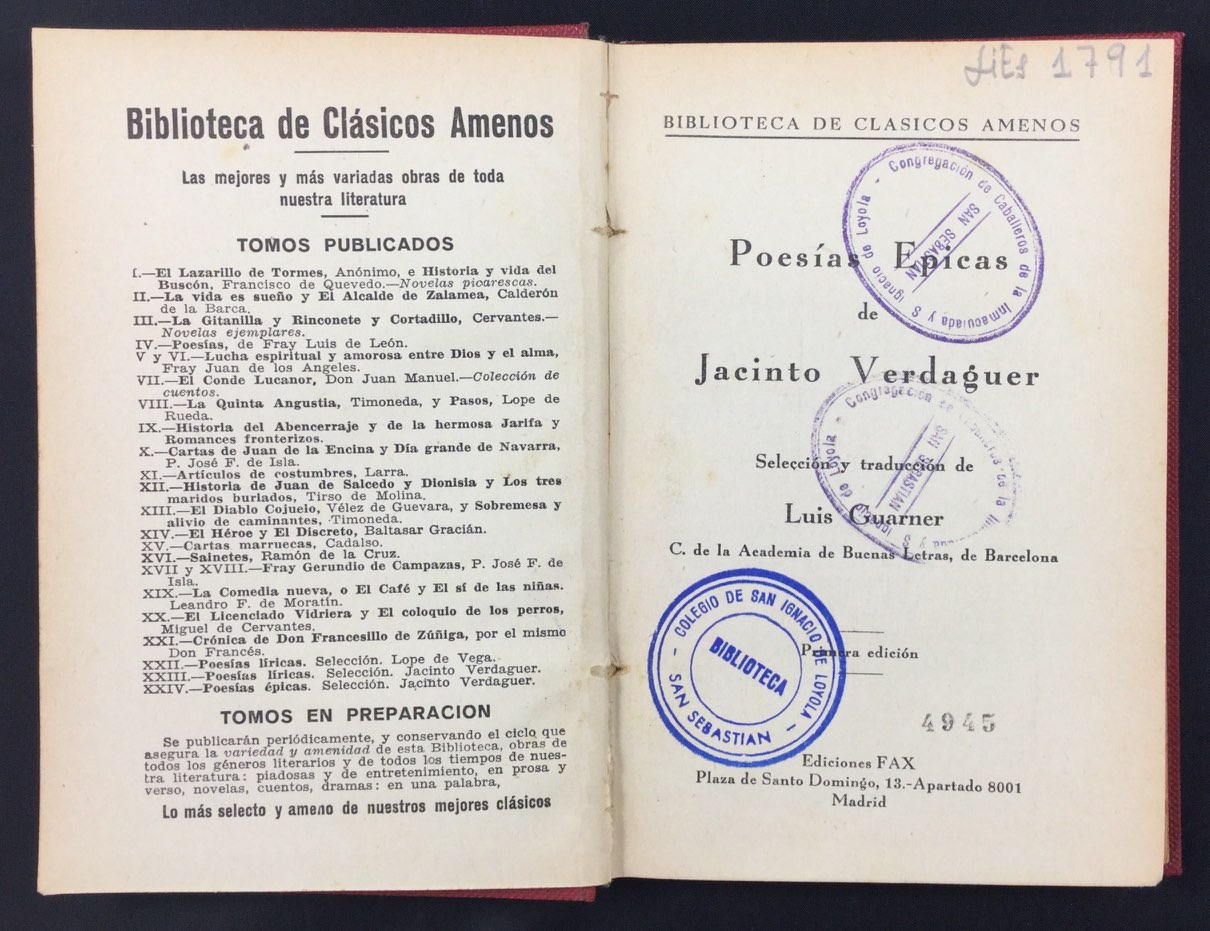 Biblioteca de Clásicos Amenos
Las mejores y más variadas obras de toda
nuestra literatura
TOMOS PUBLICADOS
I.—El Lazarillo de Tormes, Anónimo, e Historia y vida del
Buscón, Francisco de Quevedo.—Novelas picarescas.
II.—La vida es sueño y El Alcalde de Zalamea, Calderón
de la Barca.
III.—La Gitanilla y Rinconete y Cortadillo, Cervantes.—
Novelas ejemplares.
IV.—Poesías, de Fray Luis de León.
V y VI.—Lucha espiritual y amorosa entre Dios y el alma,
Fray Juan de los Angeles.
VII.—El Conde Lucanor, Don Juan Manuel.—Colección de
cuentos.
VIII.—La Quinta Angustia, Timoneda, y Pasos, Lope de
Rueda.
IX.—Historia del Abencerraje y de la hermosa Jarifa y
Romances fronterizos.
X.—Cartas de Juan de la Encina y Día grande de Navarra,
P. José F. de Isla.
XI.—Artículos de costumbres, Larra.
XII.—Historia de Juan de Salcedo y Dionisia y Los tres
maridos burlados, Tirso de Molina.
XIII.—El Diablo Cojuelo, Vélez de Guevara, y Sobremesa y
alivio de caminantes, Timoneda.
XIV.—El Héroe y El Discreto, Baltasar Gracián.
XV.—Cartas marruecas, Cadalso.
XVI.—Sainetes, Ramón de la Cruz.
XVII y XVIII.—Fray Gerundio de Campazas, P. José F. de
Isla.
XIX.—La Comedia nueva, o El Café y El sí de las niñas.
Leandro F. de Moratín.
XX.—El Licenciado Vidriera y El coloquio de los perros,
Miguel de Cervantes.
XXI.—Crónica de Don Francesillo de Zúñiga, por el mismo
Don Francés.
XXII.—Poesías líricas. Selección. Lope de Vega.
XXIII.—Poesías líricas. Selección. Jacinto Verdaguer.
XXIV.—Poesías épicas. Selección. Jacinto Verdaguer.
TOMOS EN PREPARACION
Se publicarán periódicamente, y conservando el ciclo que
asegura la variedad y amenidad de esta Biblioteca, obras de
todos los géneros literarios y de todos los tiempos de nues-
tra literatura: piadosas y de entretenimiento, en prosa y
verso, novelas, cuentos, dramas: en una palabra,
Lo más selecto y ameno de nuestros mejores clásicos
1791
BIBLIOTECA DE CLASICOS AMENOS
Congregación de Caballeros de la Inmaculada y S. Ignacio de Loyola -
SAN SEBASTIAN
Poesías Epicas
de
Jacinto Verdaguer
Congregación de
de la
de Loyola -
SAN SEBASTIAN
Selección y traducción de
Luis Guarner
C. de la Academia de Buenas Letras, de Barcelona
- COLEGIO DE SAN IGNACIO DE LOYOLA -
BIBLIOTECA
SAN SEBASTIAN
Primera edición
4945
Ediciones FAX
Plaza de Santo Domingo, 13.-Apartado 8001
Madrid